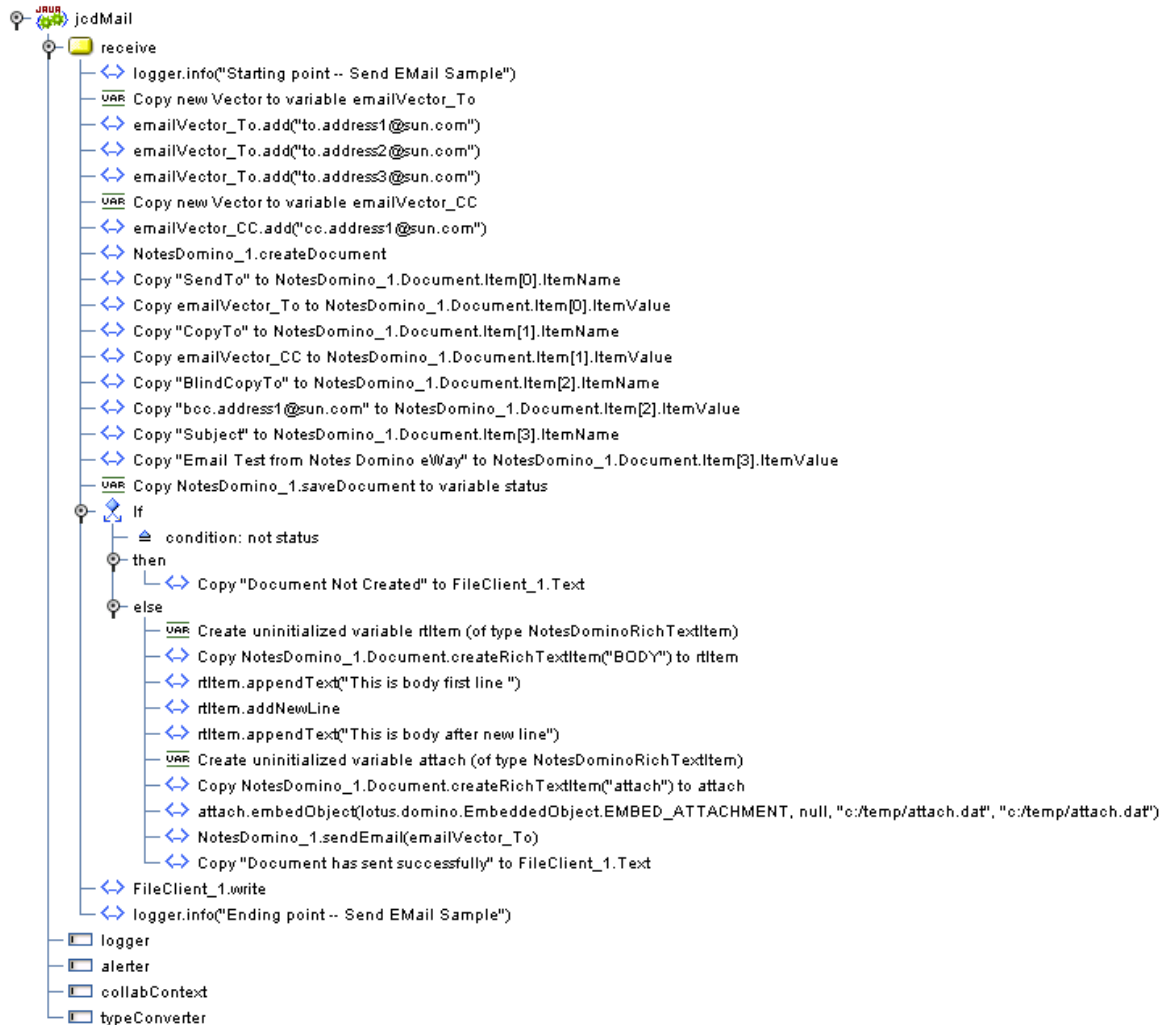 JAVA
jcdMail
receive
logger.info("Starting point -- Send EMail Sample")
VAR Copy new Vector to variable emailVector_To
emailVector_To.add("to.address1@sun.com")
emailVector_To.add("to.address2@sun.com")
emailVector_To.add("to.address3@sun.com")
VAR Copy new Vector to variable emailVector_CC
emailVector_CC.add("cc.address1@sun.com")
NotesDomino_1.createDocument
Copy "SendTo" to NotesDomino_1.Document.Item[0].ItemName
Copy emailVector_To to NotesDomino_1.Document.Item[0].ItemValue
Copy "CopyTo" to NotesDomino_1.Document.Item[1].ItemName
Copy emailVector_CC to NotesDomino_1.Document.Item[1].ItemValue
Copy "BlindCopyTo" to NotesDomino_1.Document.Item[2].ItemName
Copy "bcc.address1@sun.com" to NotesDomino_1.Document.Item[2].ItemValue
Copy "Subject" to NotesDomino_1.Document.Item[3].ItemName
Copy "Email Test from Notes Domino eWay" to NotesDomino_1.Document.Item[3].ItemValue
VAR Copy NotesDomino_1.saveDocument to variable status
If
condition: not status
then
Copy "Document Not Created" to FileClient_1.Text
else
VAR Create uninitialized variable rtItem (of type NotesDominoRichTextItem)
Copy NotesDomino_1.Document.createRichTextItem("BODY") to rtItem
rtItem.appendText("This is body first line ")
rtItem.addNewLine
rtItem.appendText("This is body after new line")
VAR Create uninitialized variable attach (of type NotesDominoRichTextItem)
Copy NotesDomino_1.Document.createRichTextItem("attach") to attach
attach.embedObject(lotus.domino.EmbeddedObject.EMBED_ATTACHMENT, null, "c:/temp/attach.dat", "c:/temp/attach.dat")
NotesDomino_1.sendEmail(emailVector_To)
Copy "Document has sent successfully" to FileClient_1.Text
FileClient_1.write
logger.info("Ending point -- Send EMail Sample")
logger
alerter
collabContext
typeConverter